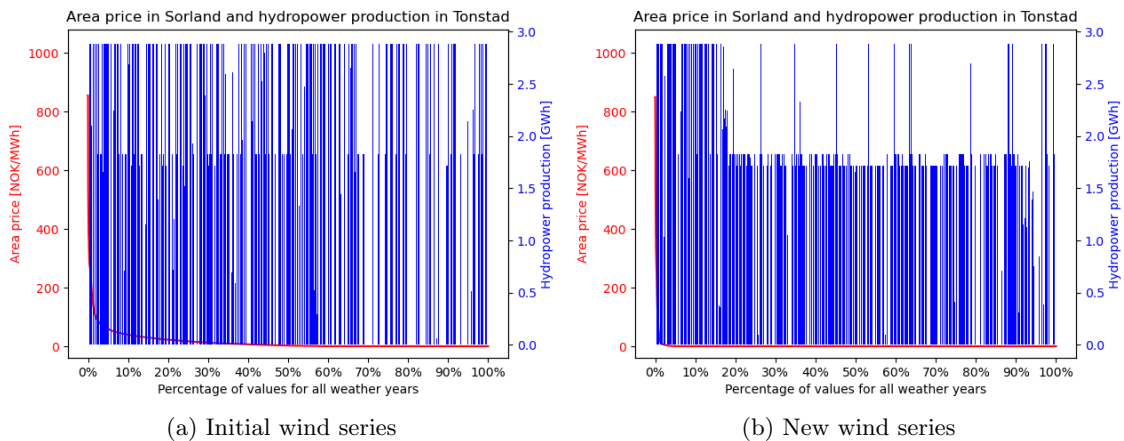 Area price in Sorland and hydropower production in Tonstad
1000
800
600
400
200
0
Area price [NOK/MWh]
3.0
2.5
2.0
1.5
1.0
0.5
0.0
Hydropower production [GWh]
0% 10% 20% 30% 40% 50% 60% 70% 80% 90% 100%
Percentage of values for all weather years
(a) Initial wind series
Area price in Sorland and hydropower production in Tonstad
1000
800
600
400
200
0
Area price [NOK/MWh]
3.0
2.5
2.0
1.5
1.0
0.5
0.0
Hydropower production [GWh]
0% 10% 20% 30% 40% 50% 60% 70% 80% 90% 100%
Percentage of values for all weather years
(b) New wind series